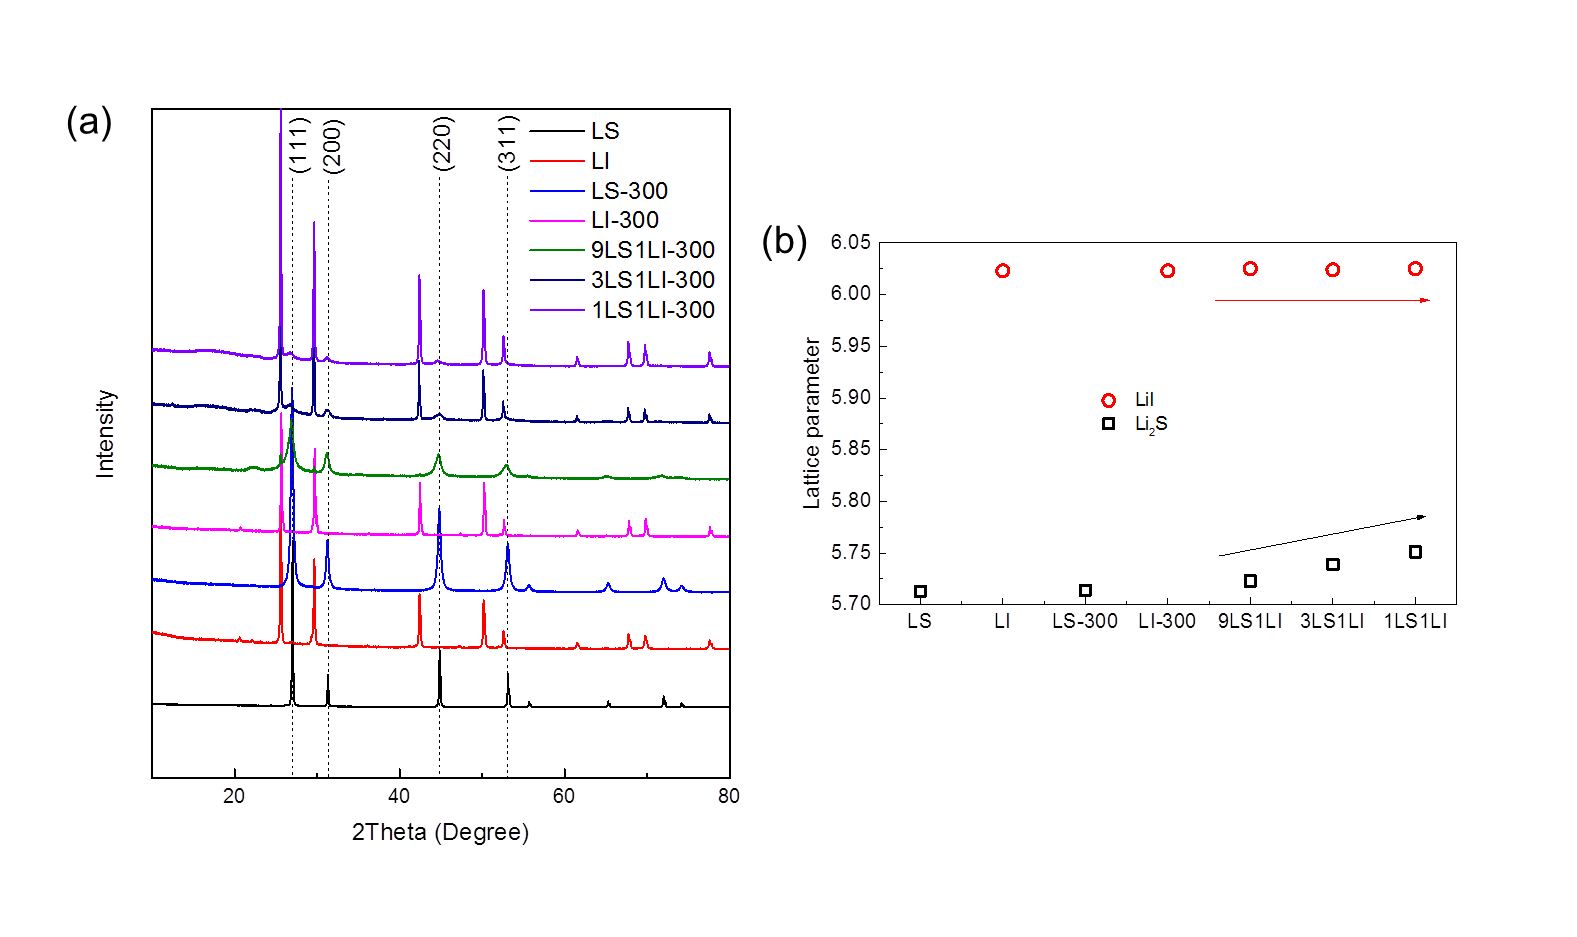 (a)
(111)
(200)
(220)
(311)
LS
LI
LS-300
LI-300
9LS1LI-300
3LS1LI-300
1LS1LI-300
Intensity
20 40 60 80
2Theta (Degree)
(b)
6.05
6.00
5.95
5.90
5.85
5.80
5.75
5.70
Lattice parameter
LiI
Li₂S
LS LI LS-300 LI-300 9LS1LI 3LS1LI 1LS1LI